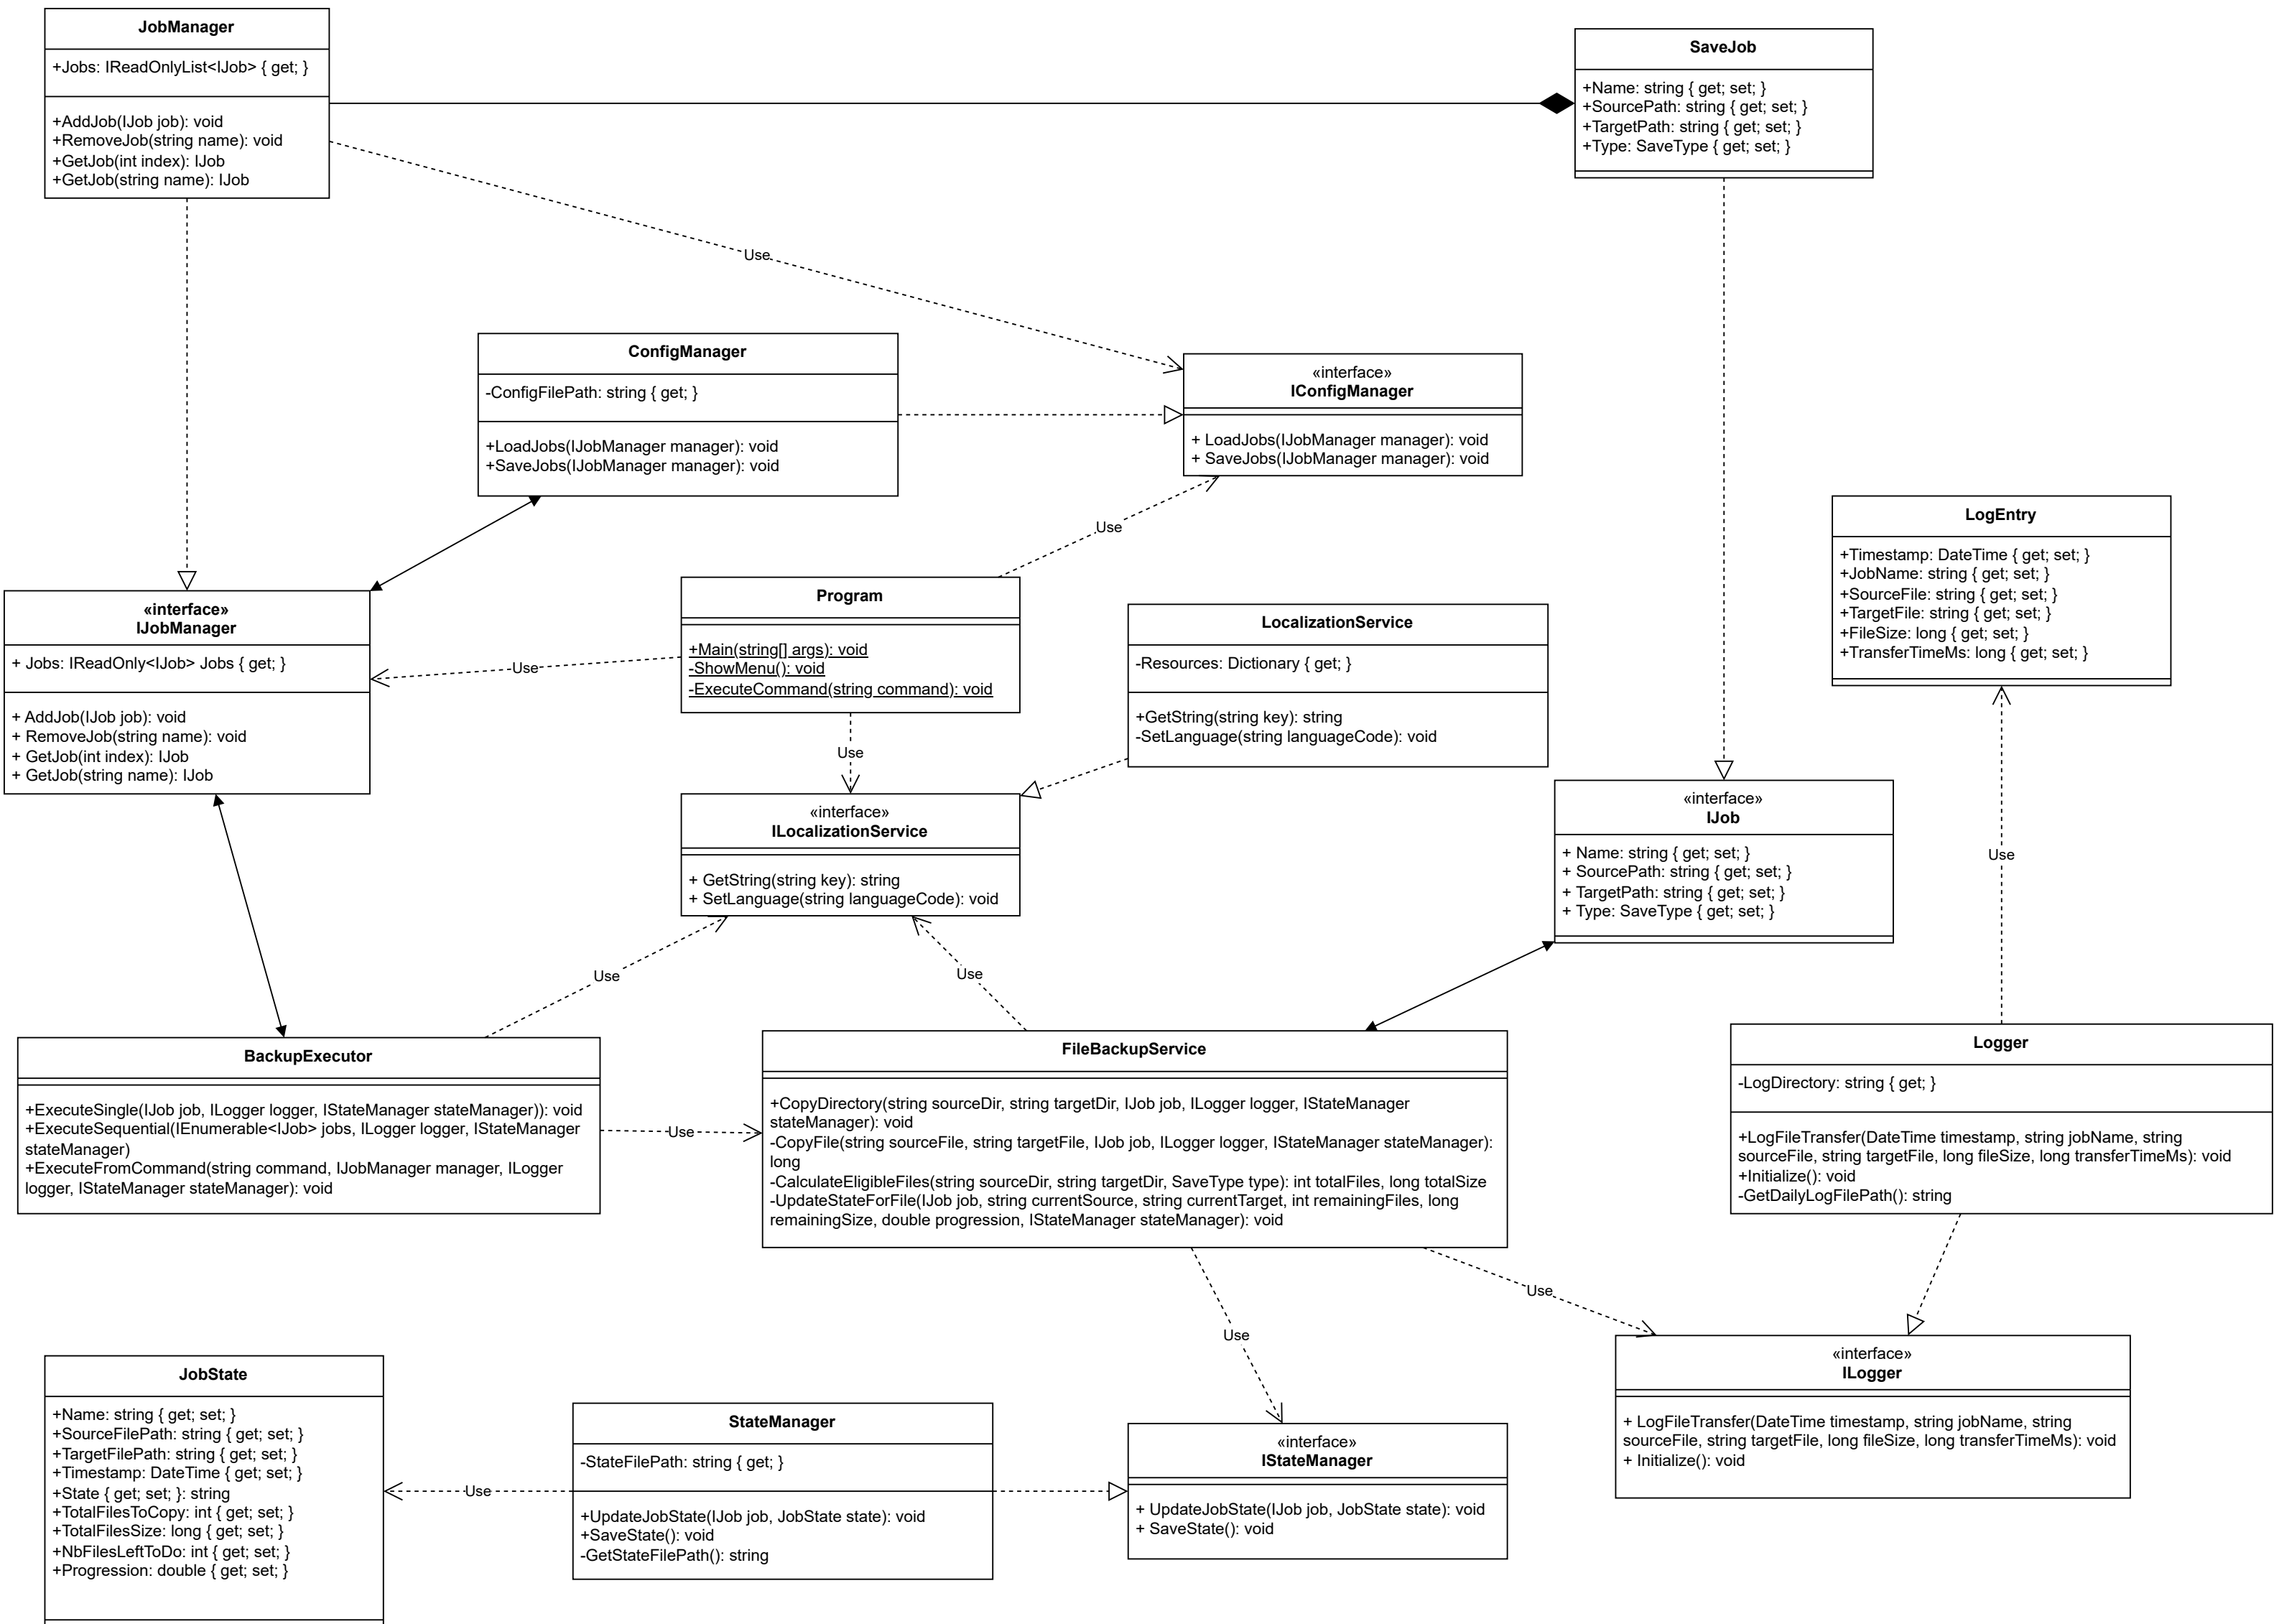 JobManager
+Jobs: IReadOnlyList<IJob> { get; }
+AddJob(IJob job): void
+RemoveJob(string name): void
+GetJob(int index): IJob
+GetJob(string name): IJob
SaveJob
+Name: string { get; set; }
+SourcePath: string { get; set; }
+TargetPath: string { get; set; }
+Type: SaveType { get; set; }
Use
ConfigManager
-ConfigFilePath: string { get; }
+LoadJobs(IJobManager manager): void
+SaveJobs(IJobManager manager): void
«interface»
IConfigManager
+ LoadJobs(IJobManager manager): void
+ SaveJobs(IJobManager manager): void
Use
LogEntry
+Timestamp: DateTime { get; set; }
+JobName: string { get; set; }
+SourceFile: string { get; set; }
+TargetFile: string { get; set; }
+FileSize: long { get; set; }
+TransferTimeMs: long { get; set; }
«interface»
IJobManager
+ Jobs: IReadOnly<IJob> Jobs { get; }
+ AddJob(IJob job): void
+ RemoveJob(string name): void
+ GetJob(int index): IJob
+ GetJob(string name): IJob
Use
Program
+Main(string[] args): void
-ShowMenu(): void
-ExecuteCommand(string command): void
LocalizationService
-Resources: Dictionary { get; }
+GetString(string key): string
-SetLanguage(string languageCode): void
Use
«interface»
ILocalizationService
+ GetString(string key): string
+ SetLanguage(string languageCode): void
«interface»
IJob
+ Name: string { get; set; }
+ SourcePath: string { get; set; }
+ TargetPath: string { get; set; }
+ Type: SaveType { get; set; }
Use
Use
Use
BackupExecutor
+ExecuteSingle(IJob job, ILogger logger, IStateManager stateManager)): void
+ExecuteSequential(IEnumerable<IJob> jobs, ILogger logger, IStateManager
stateManager)
+ExecuteFromCommand(string command, IJobManager manager, ILogger
logger, IStateManager stateManager): void
Use
FileBackupService
+CopyDirectory(string sourceDir, string targetDir, IJob job, ILogger logger, IStateManager
stateManager): void
-CopyFile(string sourceFile, string targetFile, IJob job, ILogger logger, IStateManager stateManager):
long
-CalculateEligibleFiles(string sourceDir, string targetDir, SaveType type): int totalFiles, long totalSize
-UpdateStateForFile(IJob job, string currentSource, string currentTarget, int remainingFiles, long
remainingSize, double progression, IStateManager stateManager): void
Logger
-LogDirectory: string { get; }
+LogFileTransfer(DateTime timestamp, string jobName, string
sourceFile, string targetFile, long fileSize, long transferTimeMs): void
+Initialize(): void
-GetDailyLogFilePath(): string
Use
Use
JobState
+Name: string { get; set; }
+SourceFilePath: string { get; set; }
+TargetFilePath: string { get; set; }
+Timestamp: DateTime { get; set; }
+State { get; set; }: string
+TotalFilesToCopy: int { get; set; }
+TotalFilesSize: long { get; set; }
+NbFilesLeftToDo: int { get; set; }
+Progression: double { get; set; }
Use
StateManager
-StateFilePath: string { get; }
+UpdateJobState(IJob job, JobState state): void
+SaveState(): void
-GetStateFilePath(): string
«interface»
IStateManager
+ UpdateJobState(IJob job, JobState state): void
+ SaveState(): void
«interface»
ILogger
+ LogFileTransfer(DateTime timestamp, string jobName, string
sourceFile, string targetFile, long fileSize, long transferTimeMs): void
+ Initialize(): void